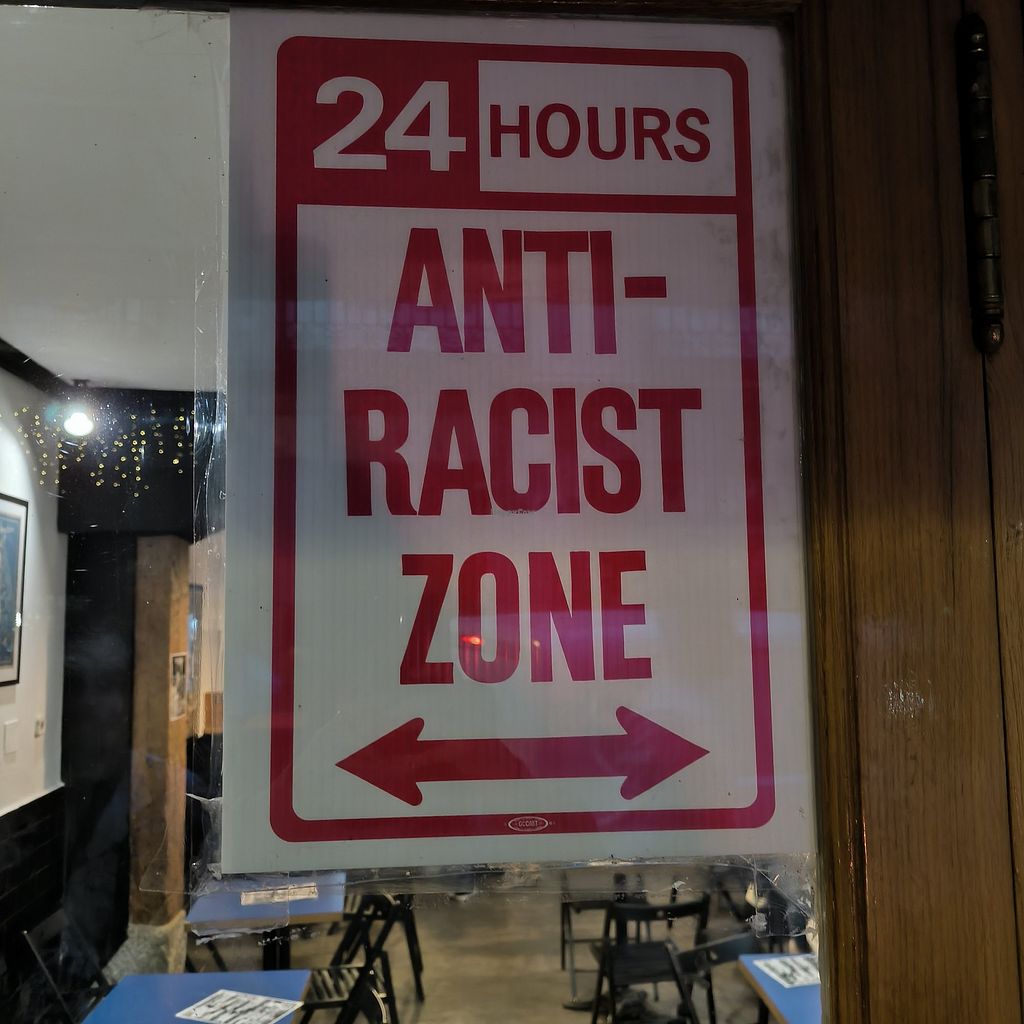 24 HOURS
ANTI-
RACIST
ZONE